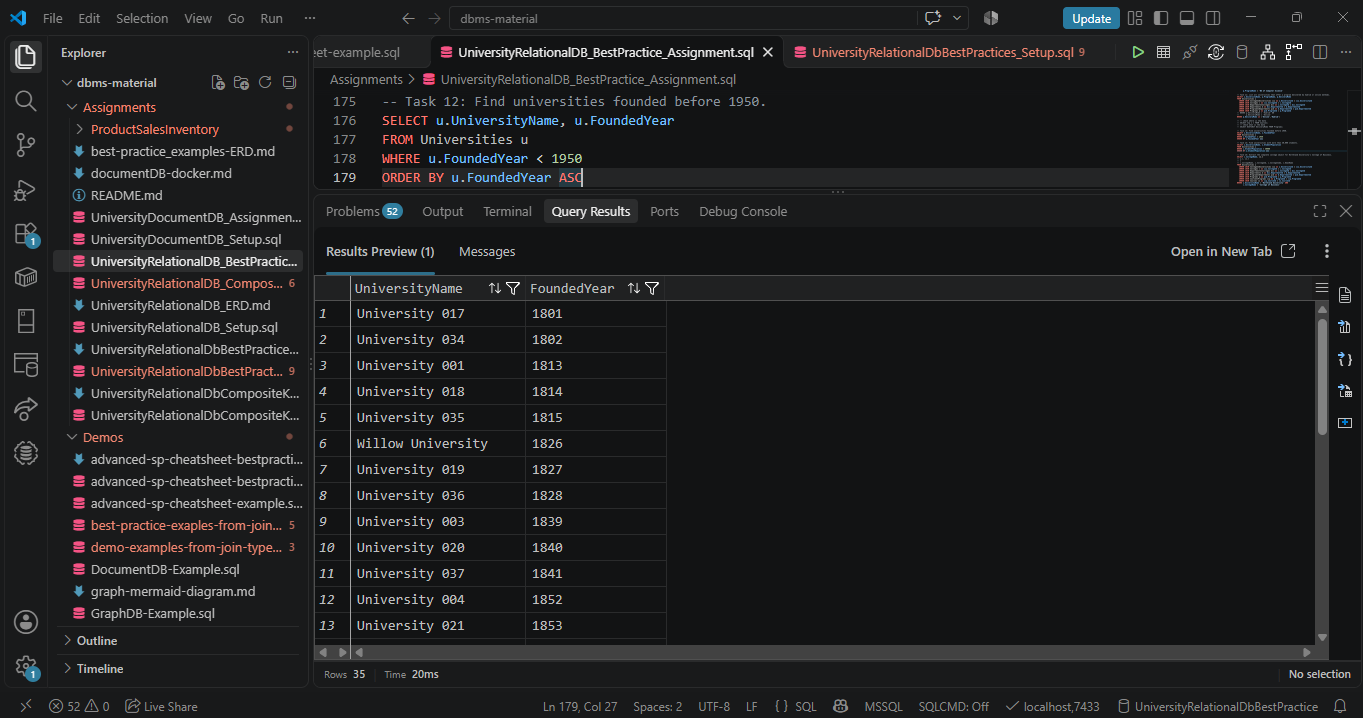 File Edit Selection View Go Run ··· dbms-material Update
Explorer ···
dbms-material
Assignments
ProductSalesInventory
best-practice_examples-ERD.md
documentDB-docker.md
README.md
UniversityDocumentDB_Assignmen...
UniversityDocumentDB_Setup.sql
UniversityRelationalDB_BestPractic...
UniversityRelationalDB_Compos... 6
UniversityRelationalDB_ERD.md
UniversityRelationalDB_Setup.sql
UniversityRelationalDbBestPractice...
UniversityRelationalDbBestPract... 9
UniversityRelationalDbCompositeK...
UniversityRelationalDbCompositeK...
Demos
advanced-sp-cheatsheet-bestpracti...
advanced-sp-cheatsheet-bestpracti...
advanced-sp-cheatsheet-example.s...
best-practice-exaples-from-join... 5
demo-examples-from-join-type... 3
DocumentDB-Example.sql
graph-mermaid-diagram.md
GraphDB-Example.sql
Outline
Timeline
1
1
eet-example.sql UniversityRelationalDB_BestPractice_Assignment.sql UniversityRelationalDbBestPractices_Setup.sql 9 ···
Assignments > UniversityRelationalDB_BestPractice_Assignment.sql
175 -- Task 12: Find universities founded before 1950.
176 SELECT u.UniversityName, u.FoundedYear
177 FROM Universities u
178 WHERE u.FoundedYear < 1950
179 ORDER BY u.FoundedYear ASC
Problems 52 Output Terminal Query Results Ports Debug Console
Results Preview (1) Messages Open in New Tab
UniversityName FoundedYear
1 University 017 1801
2 University 034 1802
3 University 001 1813
4 University 018 1814
5 University 035 1815
6 Willow University 1826
7 University 019 1827
8 University 036 1828
9 University 003 1839
10 University 020 1840
11 University 037 1841
12 University 004 1852
13 University 021 1853
Rows 35 Time 20ms No selection
52 0 Live Share Ln 179, Col 27 Spaces: 2 UTF-8 LF {} SQL MSSQL SQLCMD: Off localhost,7433 UniversityRelationalDbBestPractice